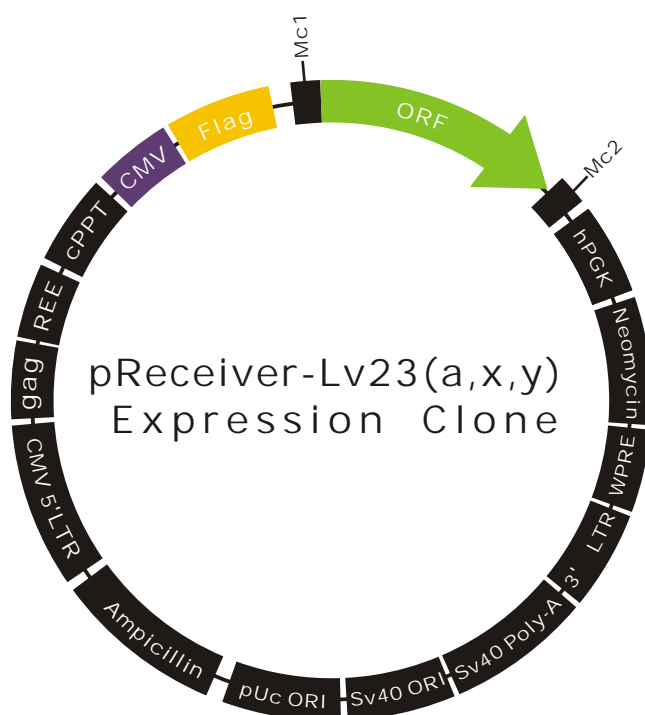 Mc1
ORF
Mc2
hPGK
Neomycin
WPRE
3' LTR
Sv40 Poly-A
Sv40 ORI
pUc ORI
Ampicillin
CMV 5'LTR
gag
REE
cPPT
CMV
Flag
pReceiver-Lv23(a,x,y)
Expression Clone